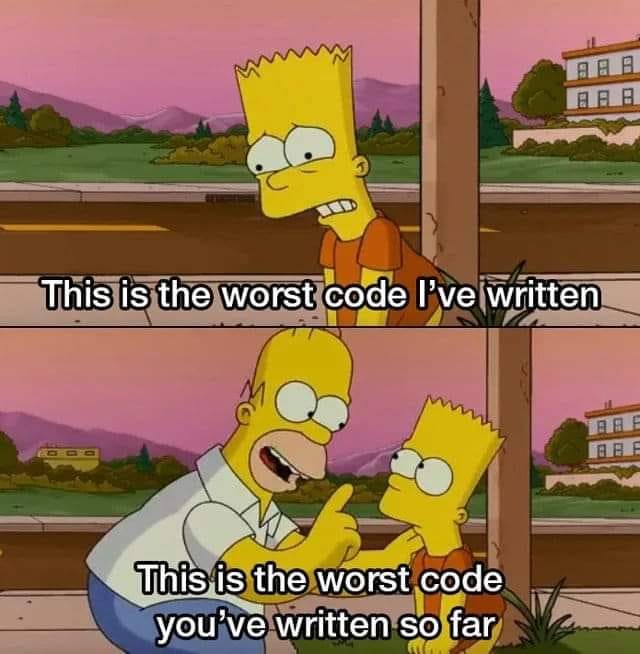 This is the worst code I've written
This is the worst code
you've written so far